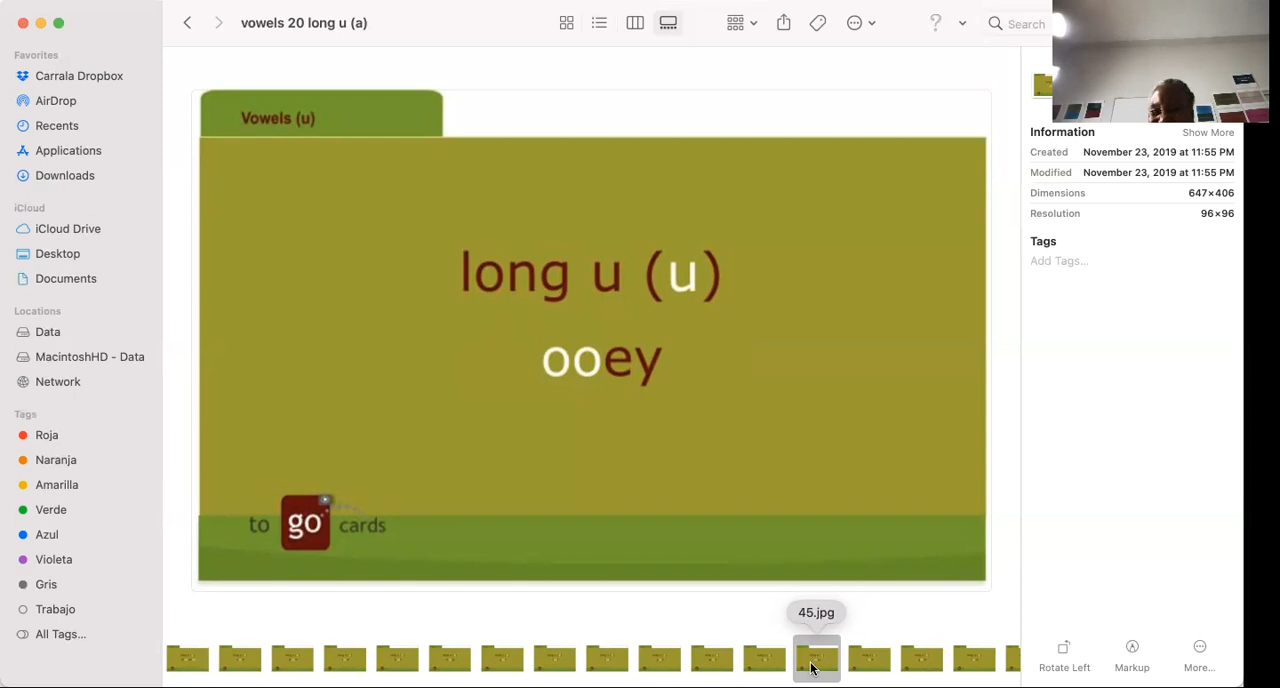 vowels 20 long u (a)
?
Search
Favorites
Carrala Dropbox
AirDrop
Recents
Applications
Downloads
iCloud
iCloud Drive
Desktop
Documents
Locations
Data
MacintoshHD - Data
Network
Tags
Roja
Naranja
Amarilla
Verde
Azul
Violeta
Gris
Trabajo
All Tags...
Vowels (u)
long u (u)
ooey
to go cards
45.jpg
Information Show More
Created November 23, 2019 at 11:55 PM
Modified November 23, 2019 at 11:55 PM
Dimensions 647×406
Resolution 96×96
Tags
Add Tags...
Rotate Left Markup More...